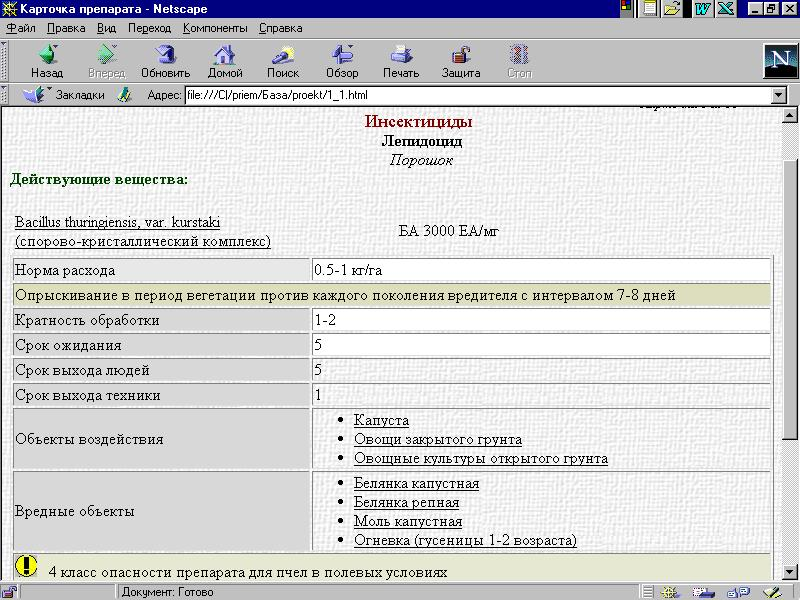 Карточка препарата - Netscape
Файл Правка Вид Переход Компоненты Справка
Назад Вперед Обновить Домой Поиск Обзор Печать Защита Стоп
N
Закладки Адрес: file:///C|/priem/База/proekt/1_1.html
Инсектициды
Лепидоцид
Порошок
Действующие вещества:
Bacillus thuringiensis, var. kurstaki
(спорово-кристаллический комплекс)
БА 3000 ЕА/мг
Норма расхода 0.5-1 кг/га
Опрыскивание в период вегетации против каждого поколения вредителя с интервалом 7-8 дней
Кратность обработки 1-2
Срок ожидания 5
Срок выхода людей 5
Срок выхода техники 1
Объекты воздействия
• Капуста
• Овощи закрытого грунта
• Овощные культуры открытого грунта
Вредные объекты
• Белянка капустная
• Белянка репная
• Моль капустная
• Огневка (гусеницы 1-2 возраста)
4 класс опасности препарата для пчел в полевых условиях
Документ: Готово